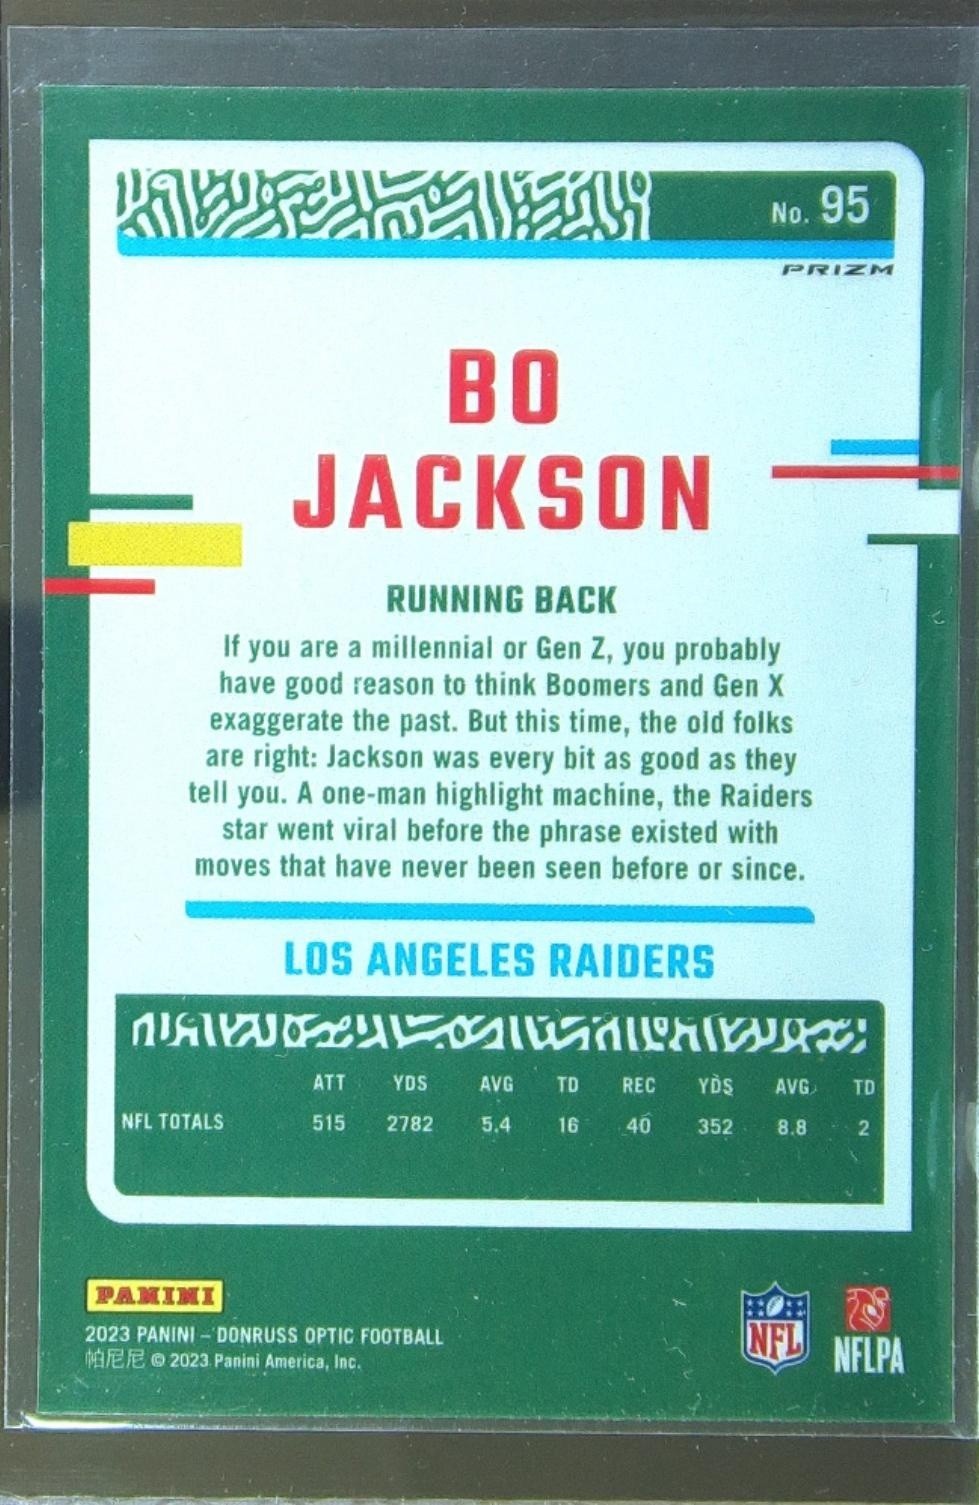 No. 95
PRIZM
BO
JACKSON
RUNNING BACK
If you are a millennial or Gen Z, you probably
have good reason to think Boomers and Gen X
exaggerate the past. But this time, the old folks
are right: Jackson was every bit as good as they
tell you. A one-man highlight machine, the Raiders
star went viral before the phrase existed with
moves that have never been seen before or since.
LOS ANGELES RAIDERS
ATT YDS AVG TD REC YDS AVG TD
NFL TOTALS 515 2782 5.4 16 40 352 8.8 2
PANINI
2023 PANINI – DONRUSS OPTIC FOOTBALL
帕尼尼 © 2023 Panini America, Inc.
NFL
NFLPA